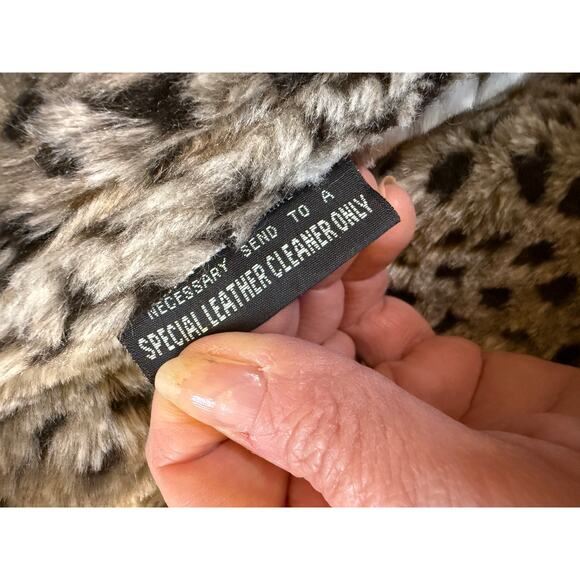 NECESSARY SEND TO A
SPECIAL LEATHER CLEANER ONLY